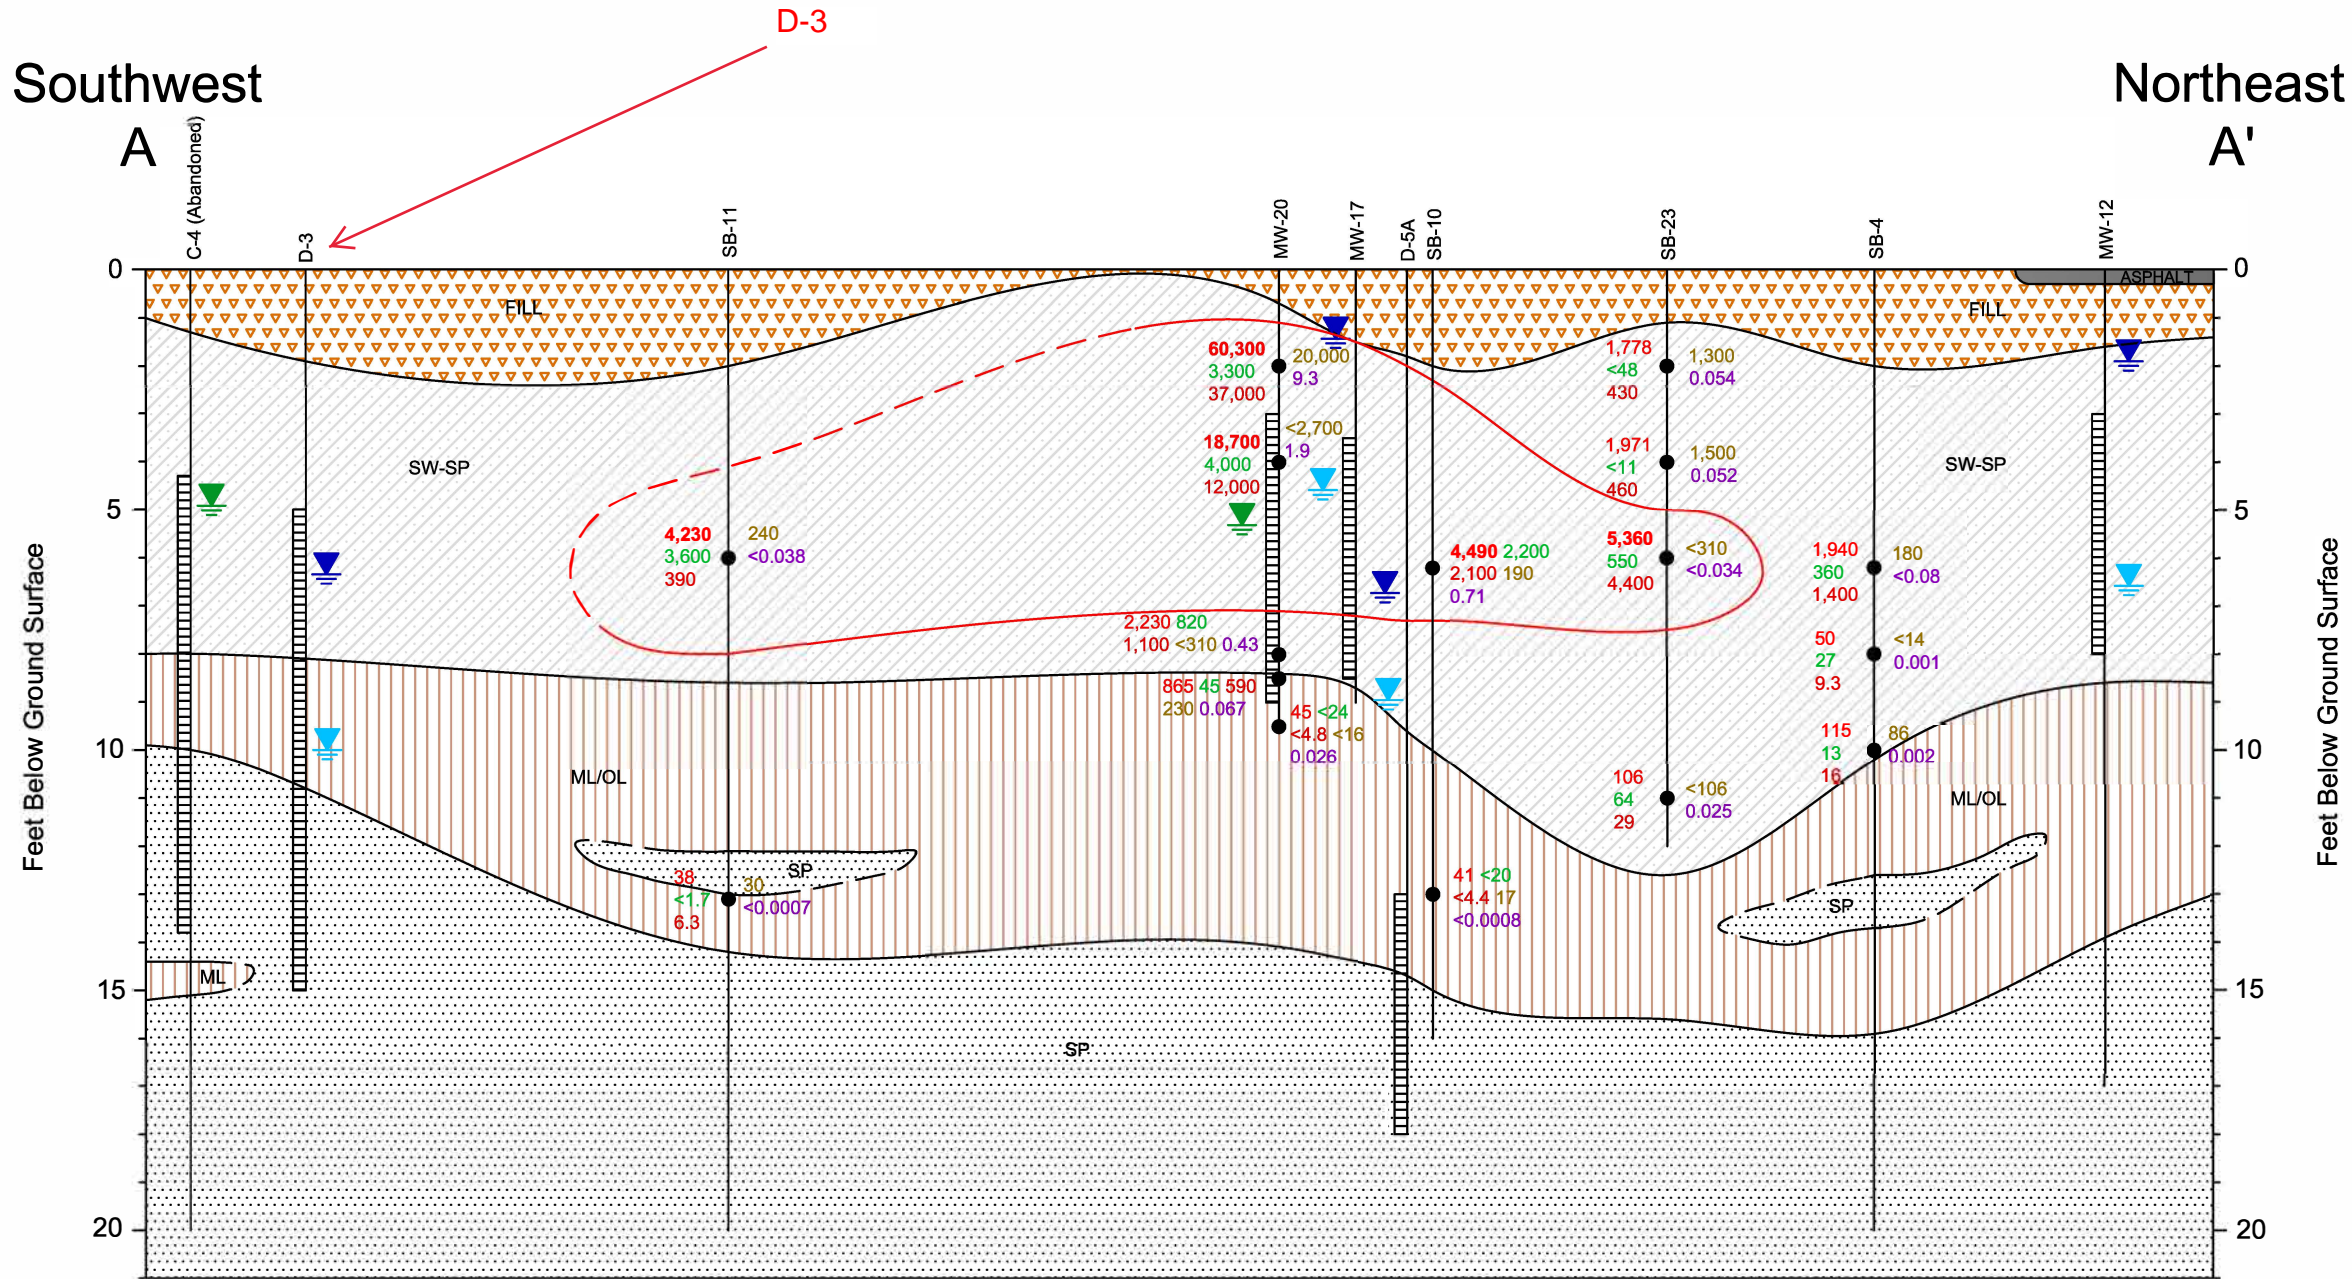 D-3
Southwest
Northeast
A
A'
C-4 (Abandoned)
D-3
SB-11
MW-20
MW-17
D-5A
SB-10
SB-23
SB-4
MW-12
0
0
ASPHALT
FILL
FILL
60,300
3,300
37,000
20,000
9.3
1,778
<48
430
1,300
0.054
18,700
4,000
12,000
<2,700
1.9
1,971
<11
460
1,500
0.052
SW-SP
SW-SP
5
5
4,230
3,600
390
240
<0.038
4,490 2,200
2,100 190
0.71
5,360
550
4,400
<310
<0.034
1,940
360
1,400
180
<0.08
2,230 820
1,100 <310 0.43
50
27
9.3
<14
0.001
865 45 590
230 0.067
45 <24
<4.8 <16
0.026
115
13
16
86
0.002
10
10
ML/OL
ML/OL
106
64
29
<106
0.025
SP
38
<1.7
6.3
30
<0.0007
41 <20
<4.4 17
<0.0008
SP
ML
15
15
SP
20
20
Feet Below Ground Surface
Feet Below Ground Surface